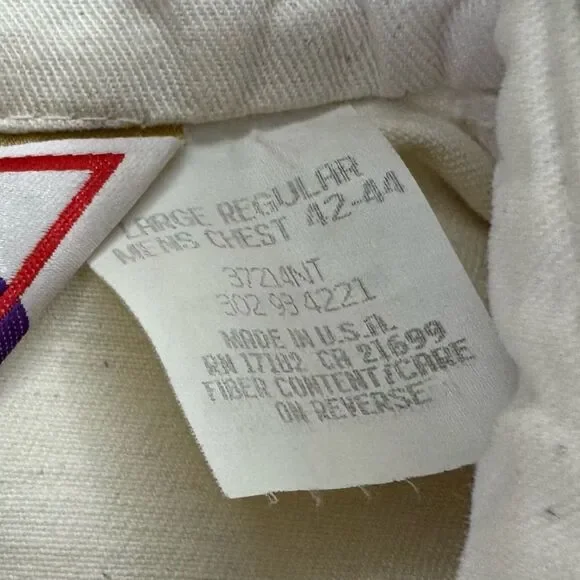 LARGE REGULAR
MENS CHEST 42-44
37214NT
302 99 4221
MADE IN U.S.A.
RN 17102 CA 21699
FIBER CONTENT/CARE
ON REVERSE